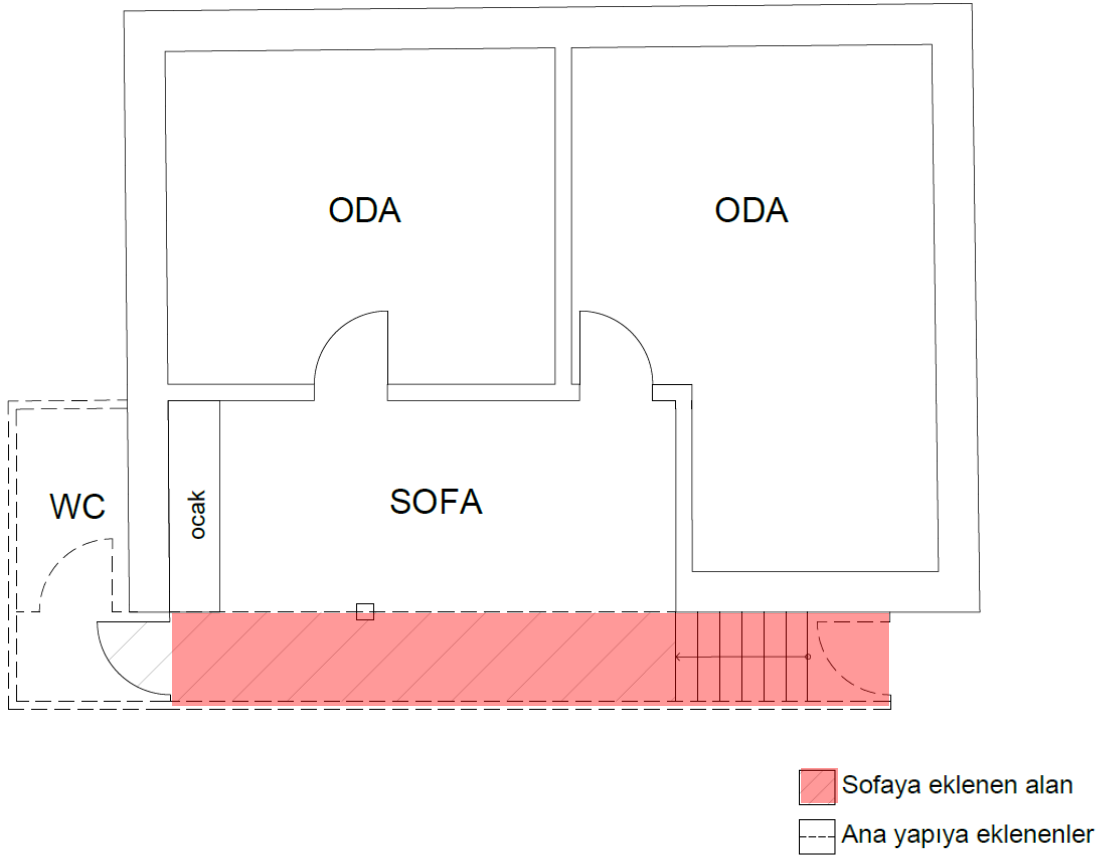 ODA
ODA
WC
ocak
SOFA
Sofaya eklenen alan
Ana yapıya eklenenler